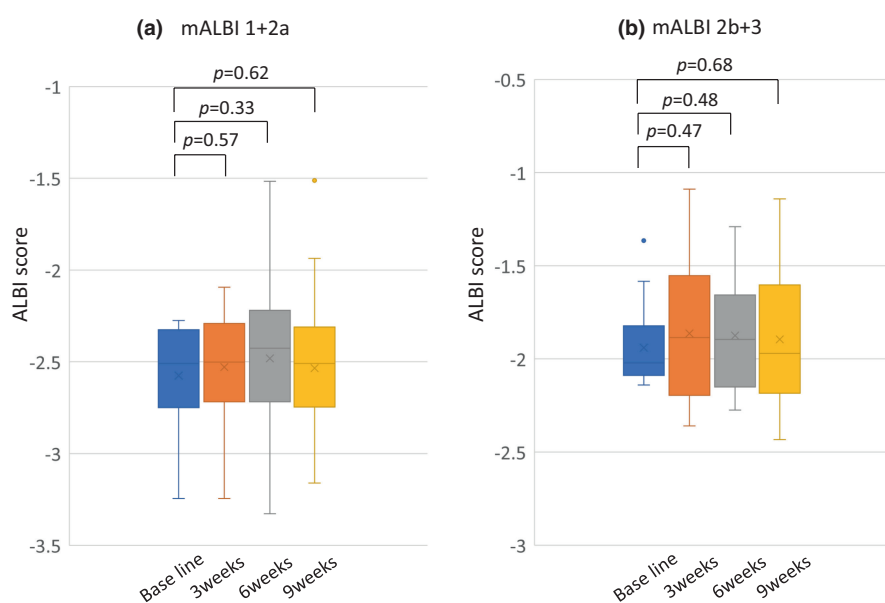 (a) mALBI 1+2a
p=0.62
p=0.33
p=0.57
ALBI score
-1
-1.5
-2
-2.5
-3
-3.5
Base line
3weeks
6weeks
9weeks
(b) mALBI 2b+3
p=0.68
p=0.48
p=0.47
ALBI score
-0.5
-1
-1.5
-2
-2.5
-3
Base line
3weeks
6weeks
9weeks